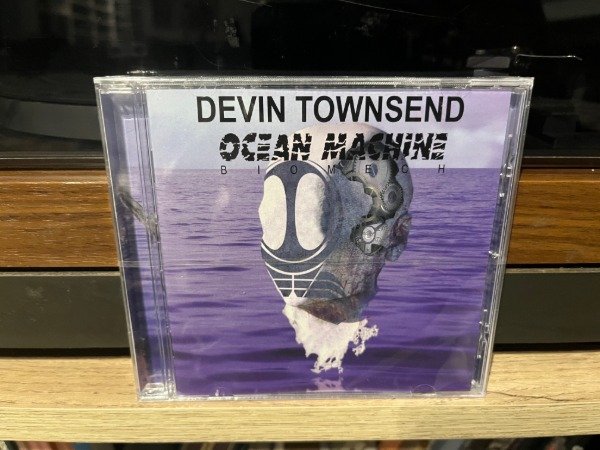 DEVIN TOWNSEND
OCEAN MACHINE
BIOMECH